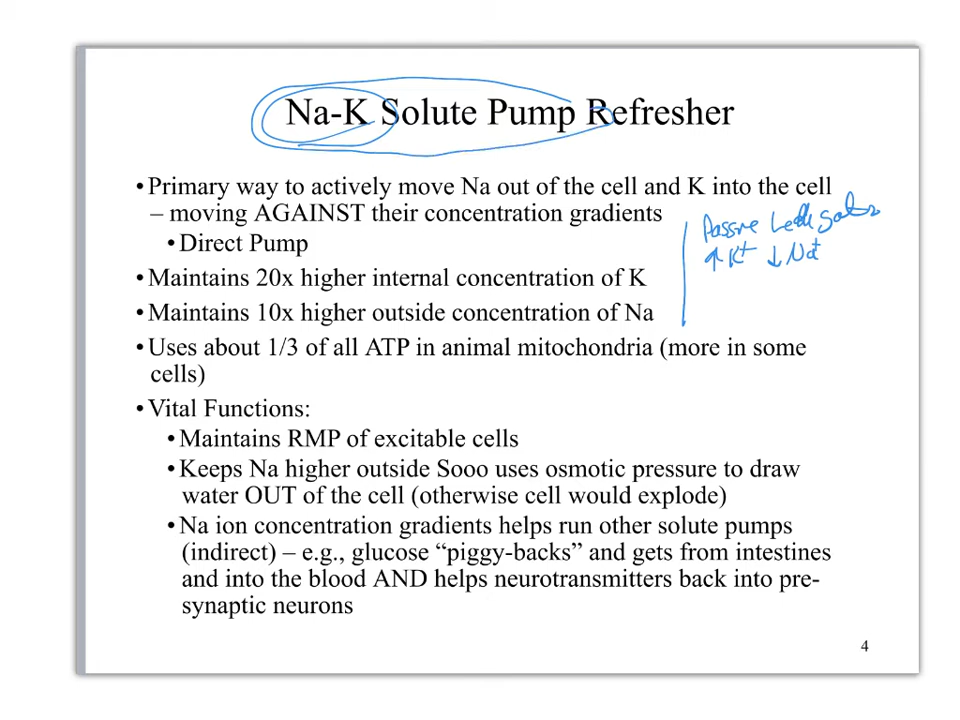 Na-K Solute Pump Refresher
• Primary way to actively move Na out of the cell and K into the cell
– moving AGAINST their concentration gradients
Passive Leak gates
• Direct Pump
↑ K+ ↓ Na+
• Maintains 20x higher internal concentration of K
• Maintains 10x higher outside concentration of Na
• Uses about 1/3 of all ATP in animal mitochondria (more in some
cells)
• Vital Functions:
• Maintains RMP of excitable cells
• Keeps Na higher outside Sooo uses osmotic pressure to draw
water OUT of the cell (otherwise cell would explode)
• Na ion concentration gradients helps run other solute pumps
(indirect) – e.g., glucose “piggy-backs” and gets from intestines
and into the blood AND helps neurotransmitters back into pre-
synaptic neurons
4